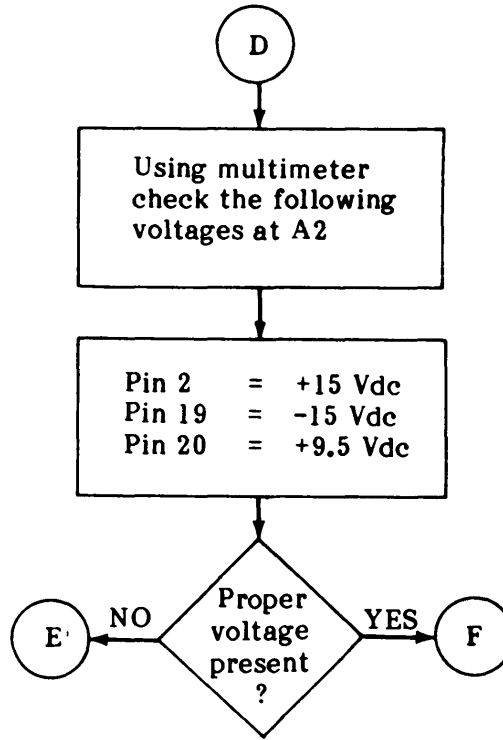 D
Using multimeter
check the following
voltages at A2
Pin 2 = +15 Vdc
Pin 19 = -15 Vdc
Pin 20 = +9.5 Vdc
Proper
voltage
present
?
NO
YES
E
F